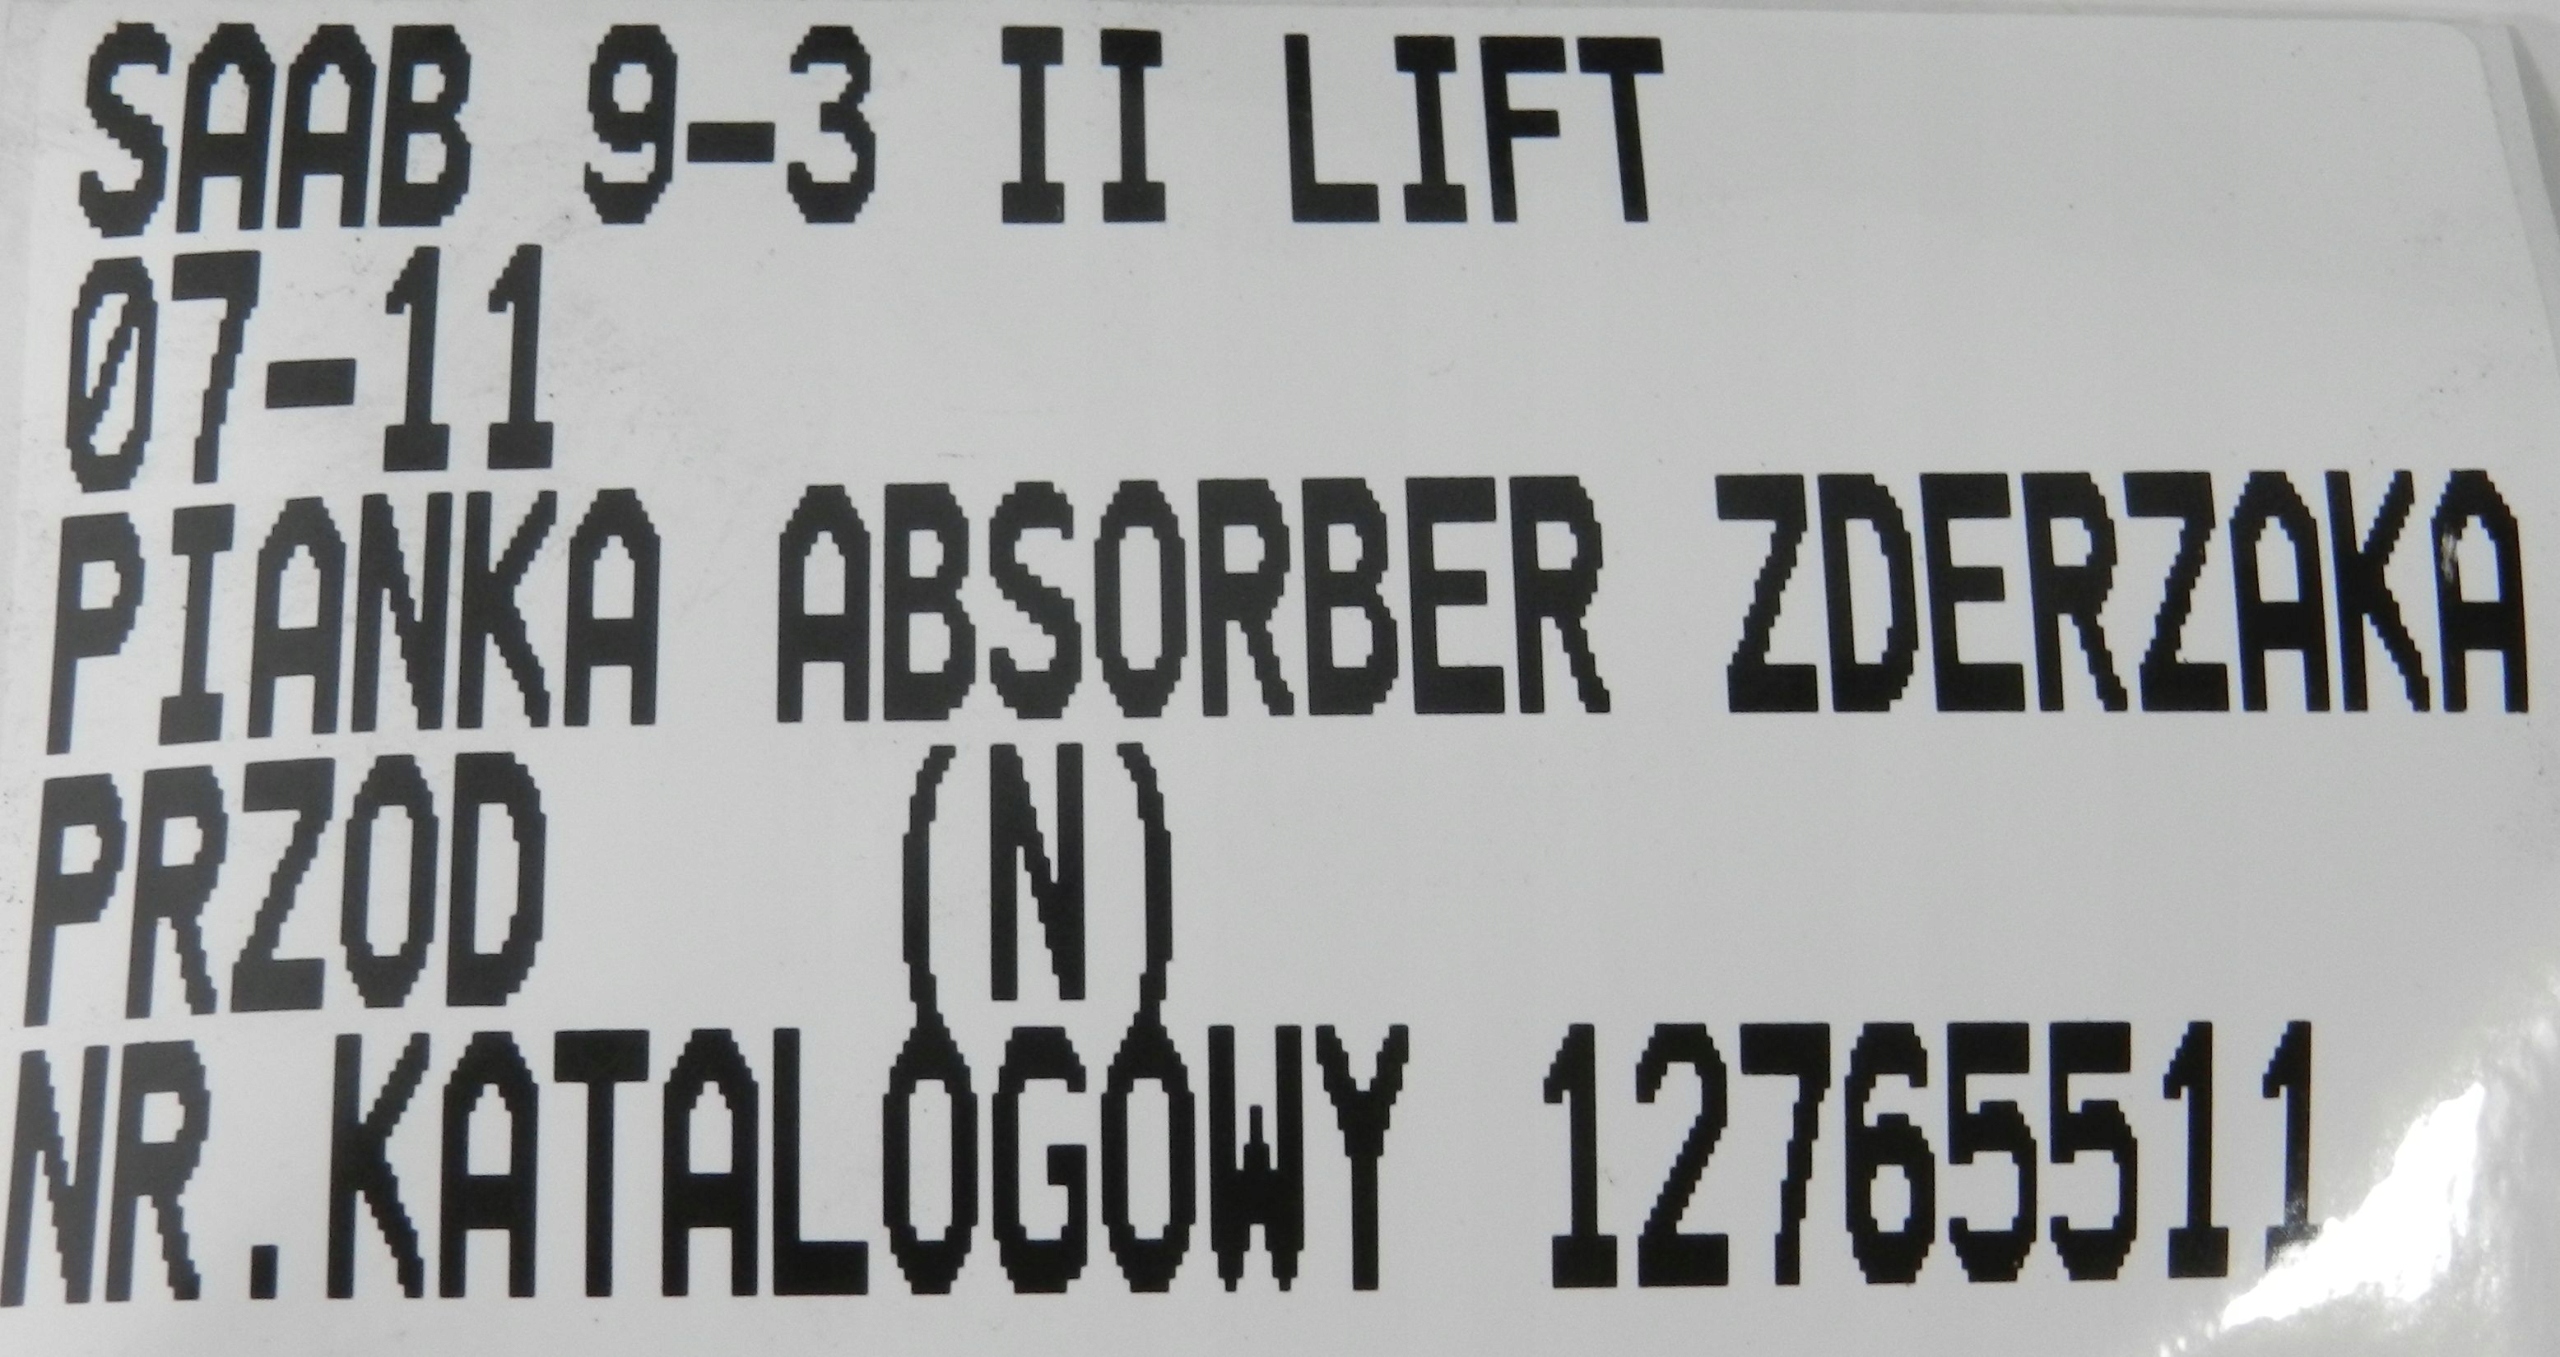 SAAB 9-3 II LIFT
07-11
PIANKA ABSORBER ZDERZAKA
PRZOD (N)
NR.KATALOGOWY 12765511